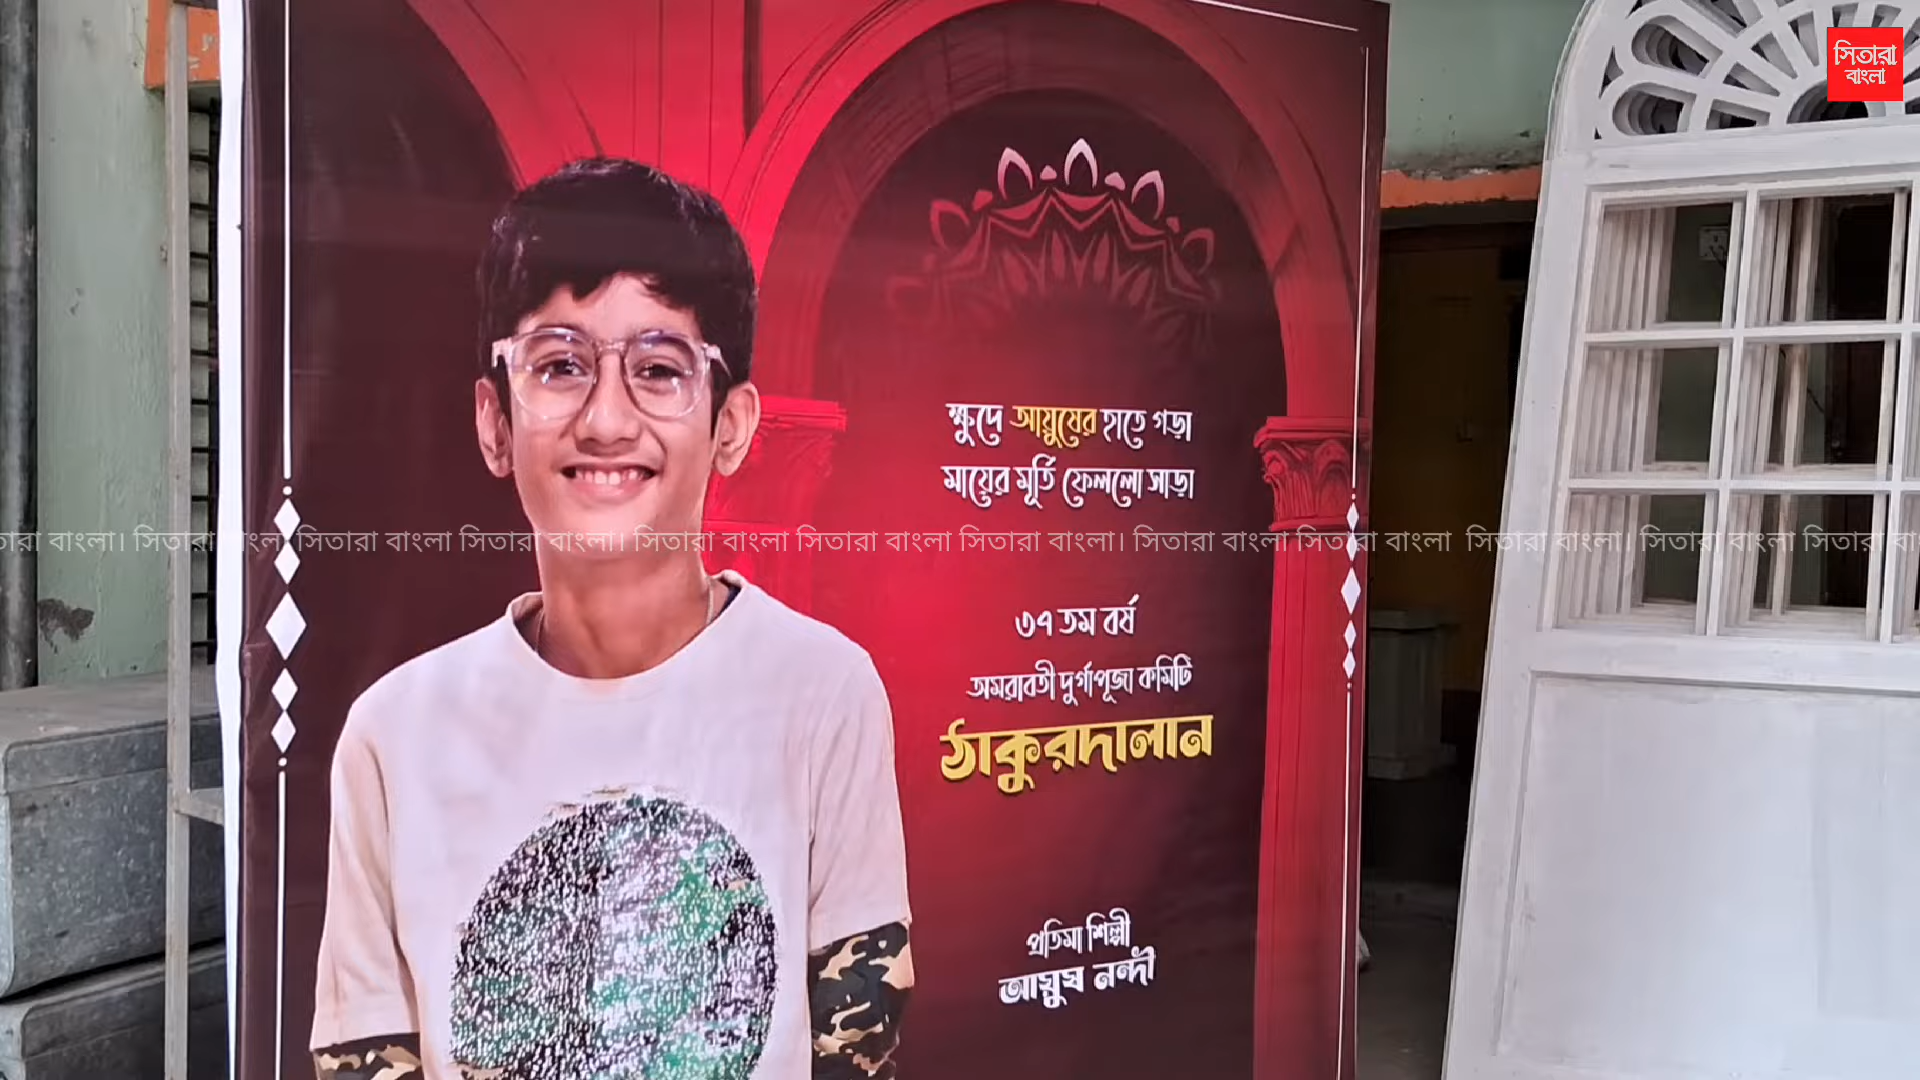 সিতারা
বাংলা
ক্ষুদে আয়ুষের হাতে গড়া
মায়ের মূর্তি ফেললো সাড়া
তারা বাংলা। সিতারা বাংলা সিতারা বাংলা সিতারা বাংলা। সিতারা বাংলা সিতারা বাংলা সিতারা বাংলা। সিতারা বাংলা সিতারা বাংলা সিতারা বাংলা। সিতারা বাংলা সিতারা বাং
৩৭ তম বর্ষ
অমরাবতী দুর্গাপূজা কমিটি
ঠাকুরদালান
প্রতিমা শিল্পী
আয়ুষ নন্দী